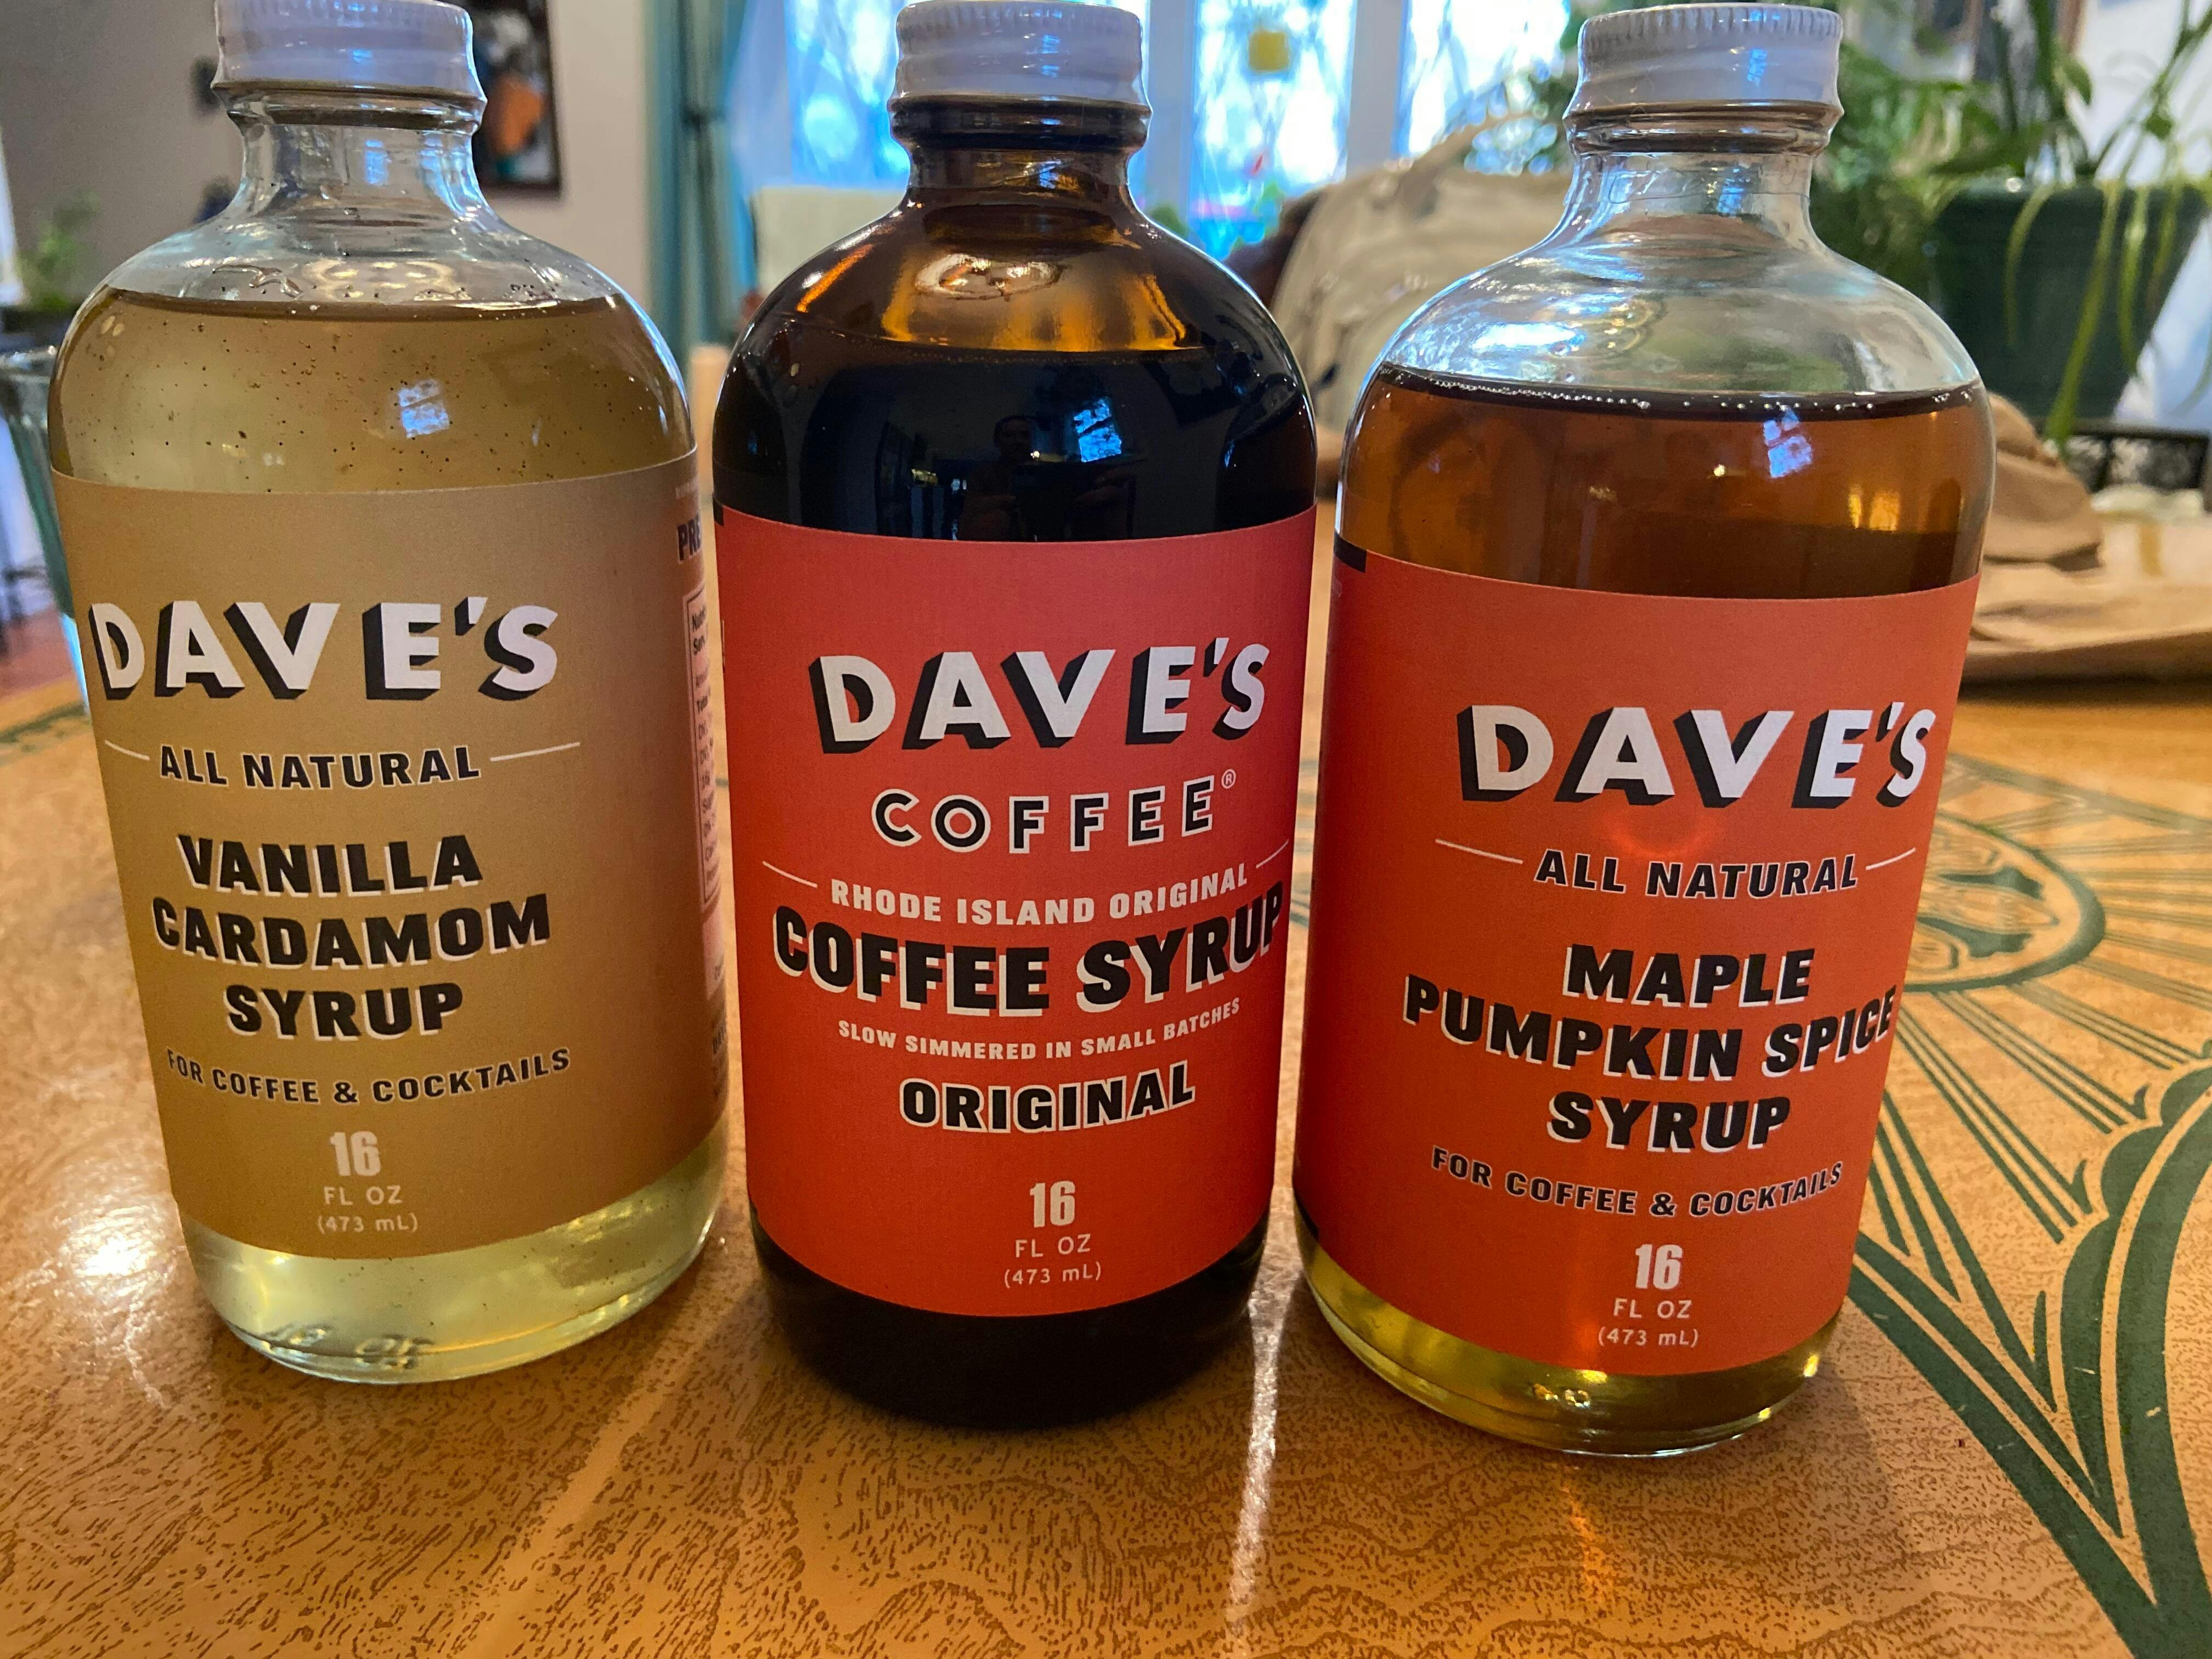 DAVE'S
ALL NATURAL
VANILLA
CARDAMOM
SYRUP
FOR COFFEE & COCKTAILS
16
FL OZ
(473 mL)
DAVE'S
COFFEE®
RHODE ISLAND ORIGINAL
COFFEE SYRUP
SLOW SIMMERED IN SMALL BATCHES
ORIGINAL
16
FL OZ
(473 mL)
DAVE'S
ALL NATURAL
MAPLE
PUMPKIN SPICE
SYRUP
FOR COFFEE & COCKTAILS
16
FL OZ
(473 mL)